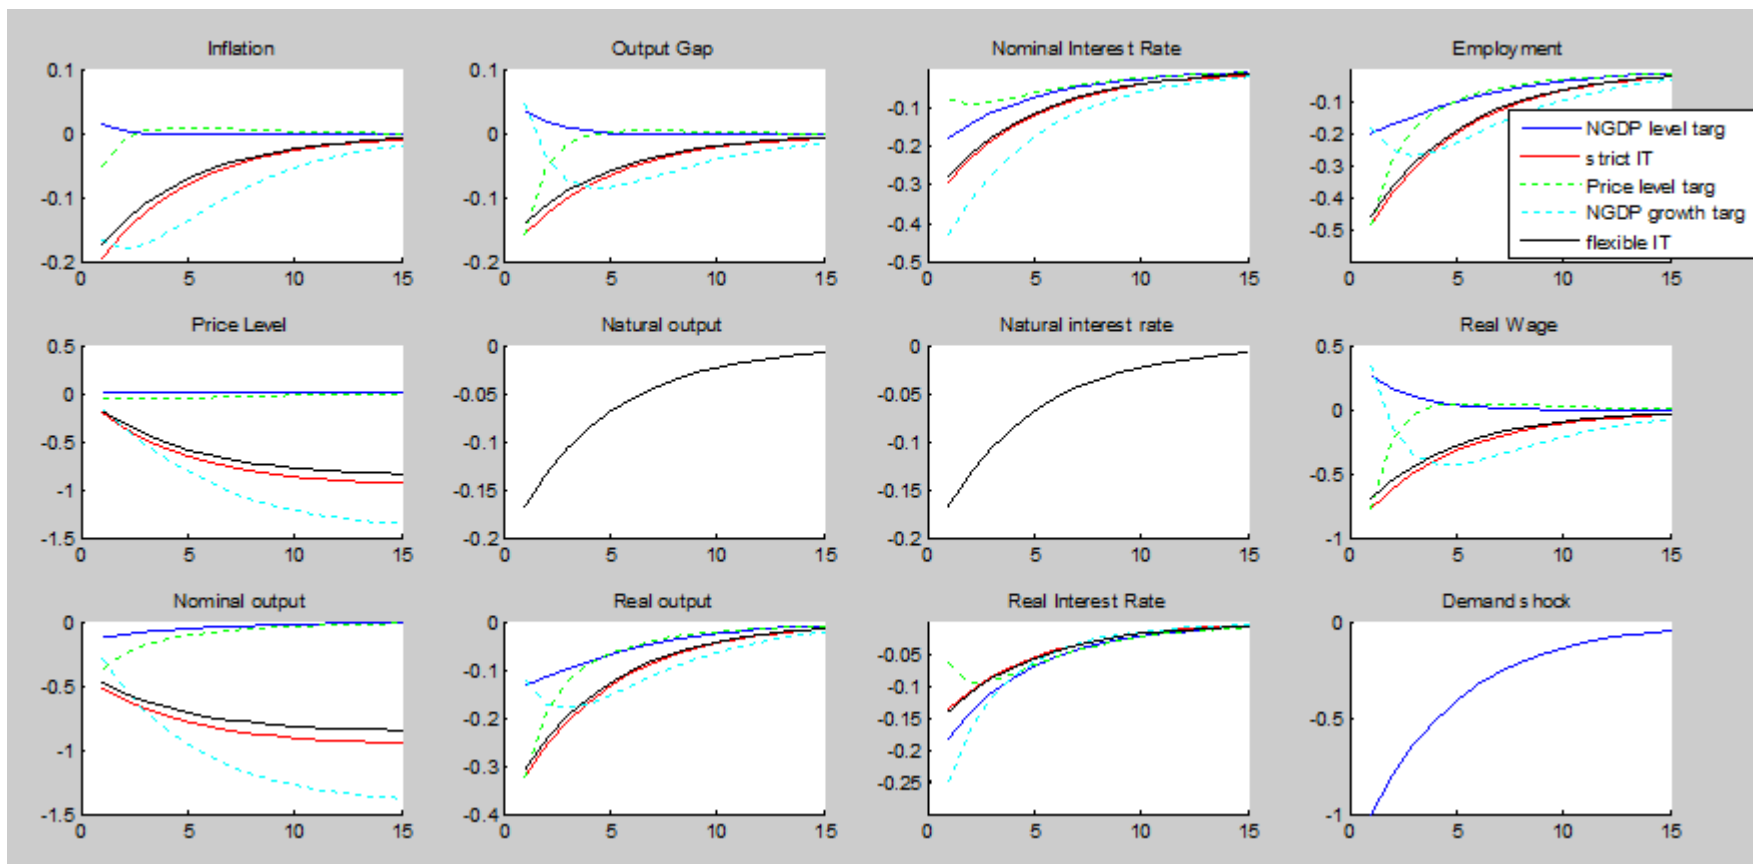 Inflation
Output Gap
Nominal Interest Rate
Employment
0.1
0
-0.1
-0.2
0 5 10 15
0.1
0
-0.1
-0.2
0 5 10 15
-0.1
-0.2
-0.3
-0.4
-0.5
0 5 10 15
-0.1
-0.2
-0.3
-0.4
-0.5
0 5 10 15
NGDP level targ
strict IT
Price level targ
NGDP growth targ
flexible IT
Price Level
Natural output
Natural interest rate
Real Wage
0.5
0
-0.5
-1
-1.5
0 5 10 15
0
-0.05
-0.1
-0.15
-0.2
0 5 10 15
0
-0.05
-0.1
-0.15
-0.2
0 5 10 15
0.5
0
-0.5
-1
0 5 10 15
Nominal output
Real output
Real Interest Rate
Demand shock
0
-0.5
-1
-1.5
0 5 10 15
0
-0.1
-0.2
-0.3
-0.4
0 5 10 15
-0.05
-0.1
-0.15
-0.2
-0.25
0 5 10 15
0
-0.5
-1
0 5 10 15